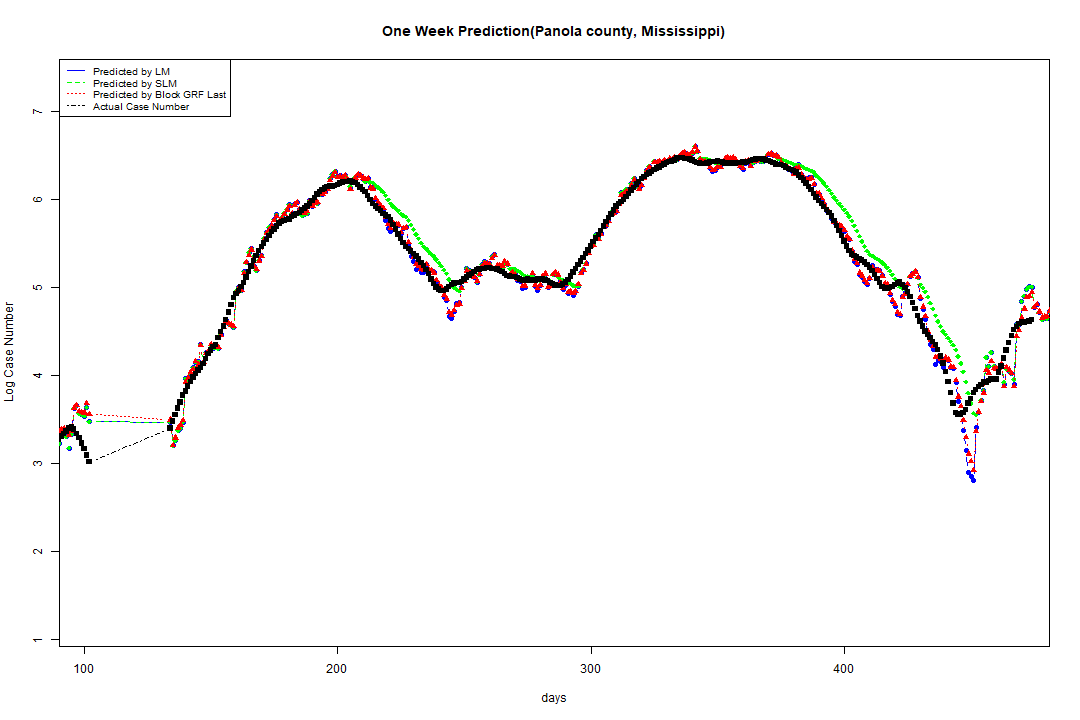 One Week Prediction(Panola county, Mississippi)
Predicted by LM
Predicted by SLM
Predicted by Block GRF Last
Actual Case Number
7
6
5
4
3
2
1
Log Case Number
100 200 300 400
days